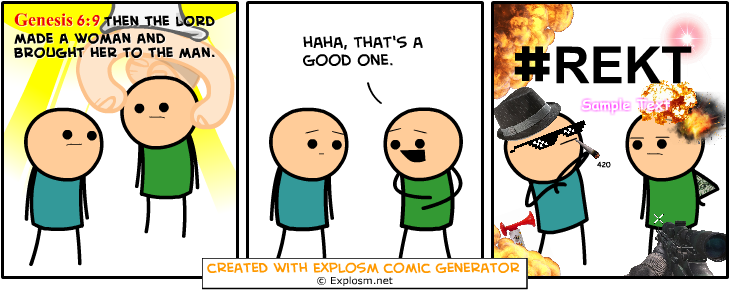 Genesis 6:9 THEN THE LORD
MADE A WOMAN AND
BROUGHT HER TO THE MAN.
HAHA, THAT'S A
GOOD ONE.
#REKT
Sample Text
420
CREATED WITH EXPLOSM COMIC GENERATOR
© Explosm.net